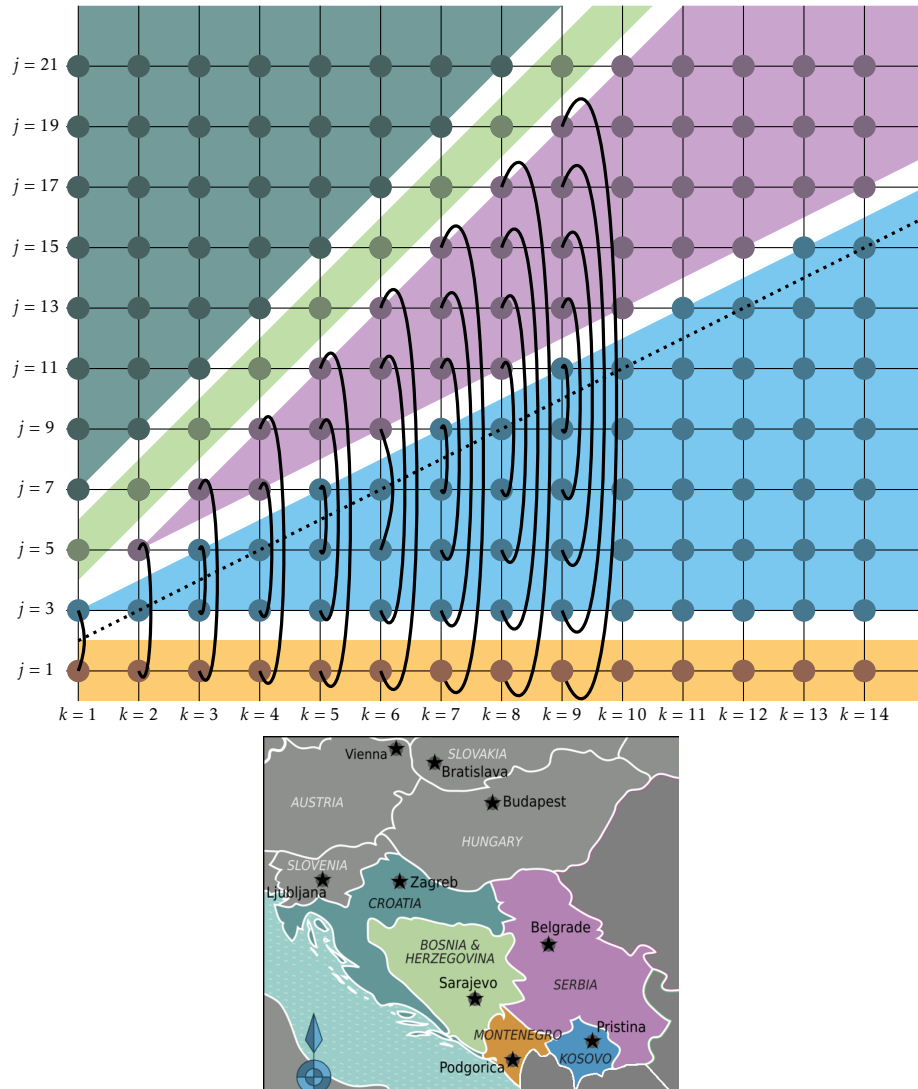 j = 21
j = 19
j = 17
j = 15
j = 13
j = 11
j = 9
j = 7
j = 5
j = 3
j = 1
k = 1 k = 2 k = 3 k = 4 k = 5 k = 6 k = 7 k = 8 k = 9 k = 10 k = 11 k = 12 k = 13 k = 14
Vienna
SLOVAKIA
Bratislava
AUSTRIA
Budapest
HUNGARY
SLOVENIA
Ljubljana
Zagreb
CROATIA
Belgrade
BOSNIA &
HERZEGOVINA
Sarajevo
SERBIA
MONTENEGRO
Pristina
KOSOVO
Podgorica